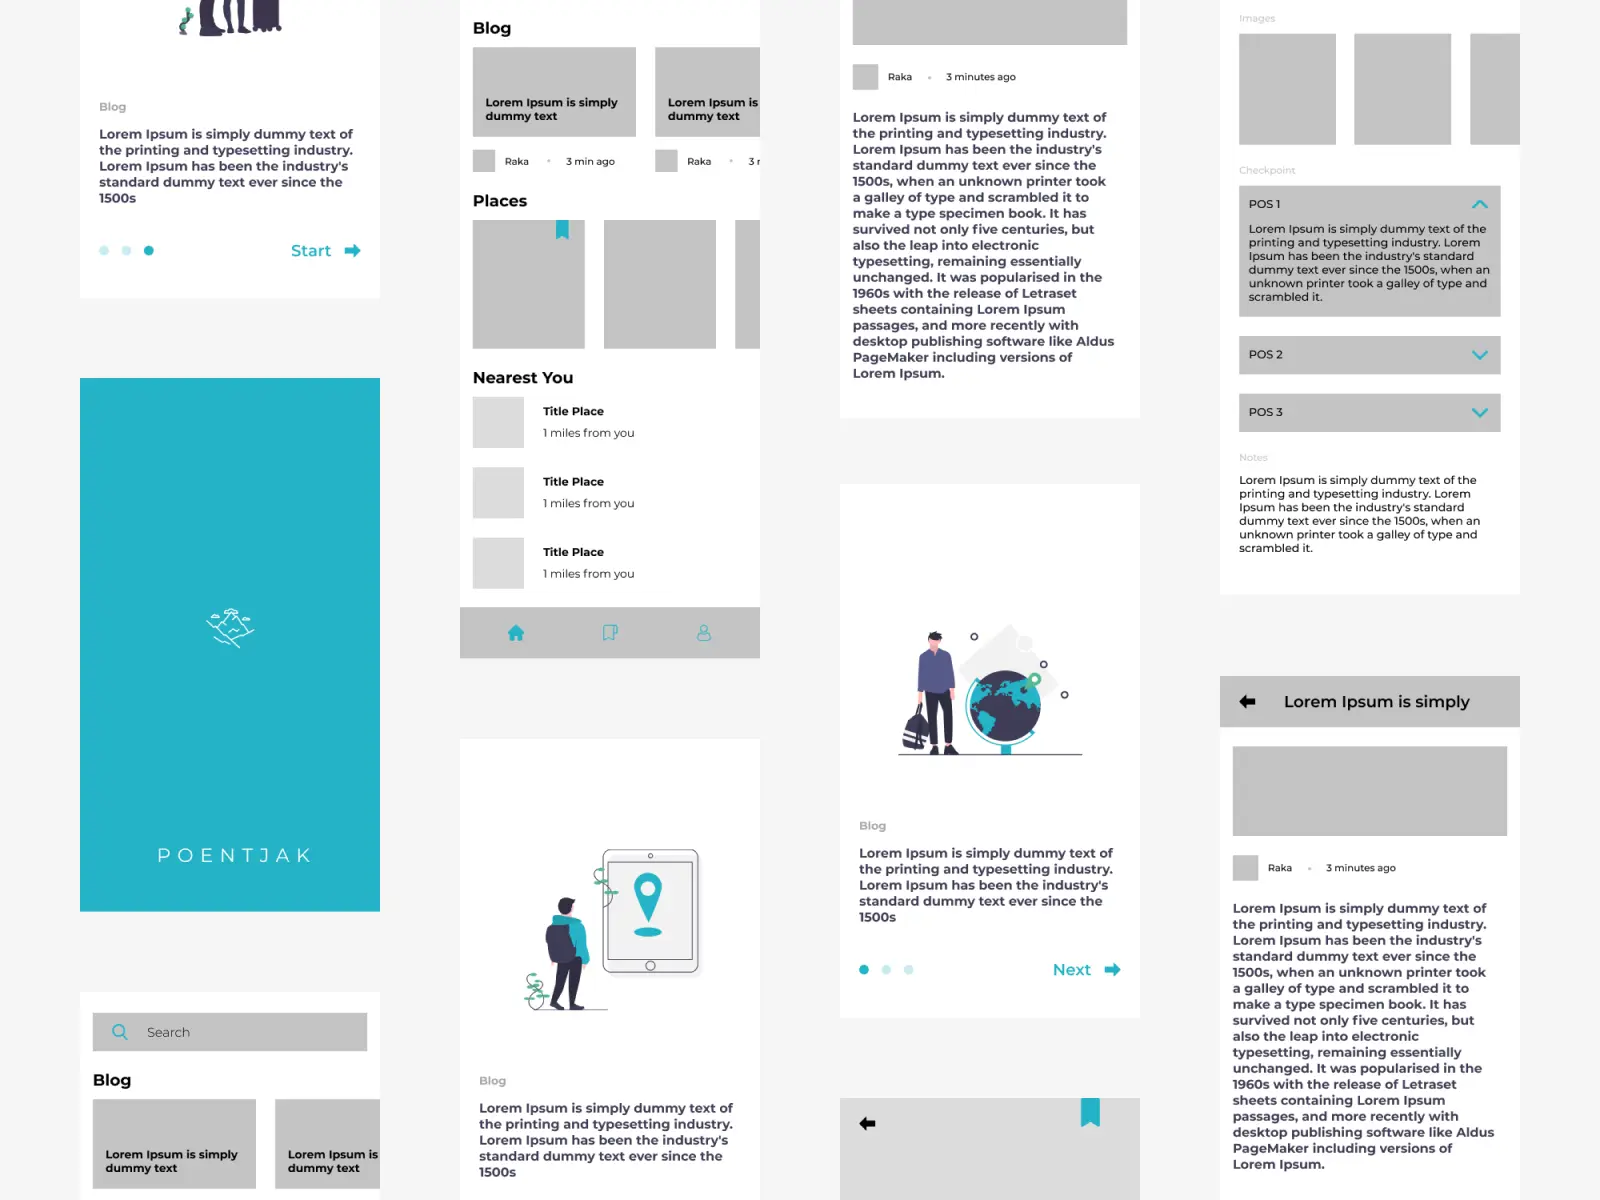 Blog
Lorem Ipsum is simply dummy text of
the printing and typesetting industry.
Lorem Ipsum has been the industry's
standard dummy text ever since the
1500s
Start
POENTJAK
Search
Blog
Lorem Ipsum is simply
dummy text
Lorem Ipsum is
dummy text
Blog
Lorem Ipsum is simply
dummy text
Lorem Ipsum is
dummy text
Raka
3 min ago
Raka
3
Places
Nearest You
Title Place
1 miles from you
Title Place
1 miles from you
Title Place
1 miles from you
Blog
Lorem Ipsum is simply dummy text of
the printing and typesetting industry.
Lorem Ipsum has been the industry's
standard dummy text ever since the
1500s
Raka
3 minutes ago
Lorem Ipsum is simply dummy text of
the printing and typesetting industry.
Lorem Ipsum has been the industry's
standard dummy text ever since the
1500s, when an unknown printer took
a galley of type and scrambled it to
make a type specimen book. It has
survived not only five centuries, but
also the leap into electronic
typesetting, remaining essentially
unchanged. It was popularised in the
1960s with the release of Letraset
sheets containing Lorem Ipsum
passages, and more recently with
desktop publishing software like Aldus
PageMaker including versions of
Lorem Ipsum.
Blog
Lorem Ipsum is simply dummy text of
the printing and typesetting industry.
Lorem Ipsum has been the industry's
standard dummy text ever since the
1500s
Next
Images
Checkpoint
POS 1
Lorem Ipsum is simply dummy text of the
printing and typesetting industry. Lorem
Ipsum has been the industry's standard
dummy text ever since the 1500s, when an
unknown printer took a galley of type and
scrambled it.
POS 2
POS 3
Notes
Lorem Ipsum is simply dummy text of the
printing and typesetting industry. Lorem
Ipsum has been the industry's standard
dummy text ever since the 1500s, when an
unknown printer took a galley of type and
scrambled it.
Lorem Ipsum is simply
Raka
3 minutes ago
Lorem Ipsum is simply dummy text of
the printing and typesetting industry.
Lorem Ipsum has been the industry's
standard dummy text ever since the
1500s, when an unknown printer took
a galley of type and scrambled it to
make a type specimen book. It has
survived not only five centuries, but
also the leap into electronic
typesetting, remaining essentially
unchanged. It was popularised in the
1960s with the release of Letraset
sheets containing Lorem Ipsum
passages, and more recently with
desktop publishing software like Aldus
PageMaker including versions of
Lorem Ipsum.